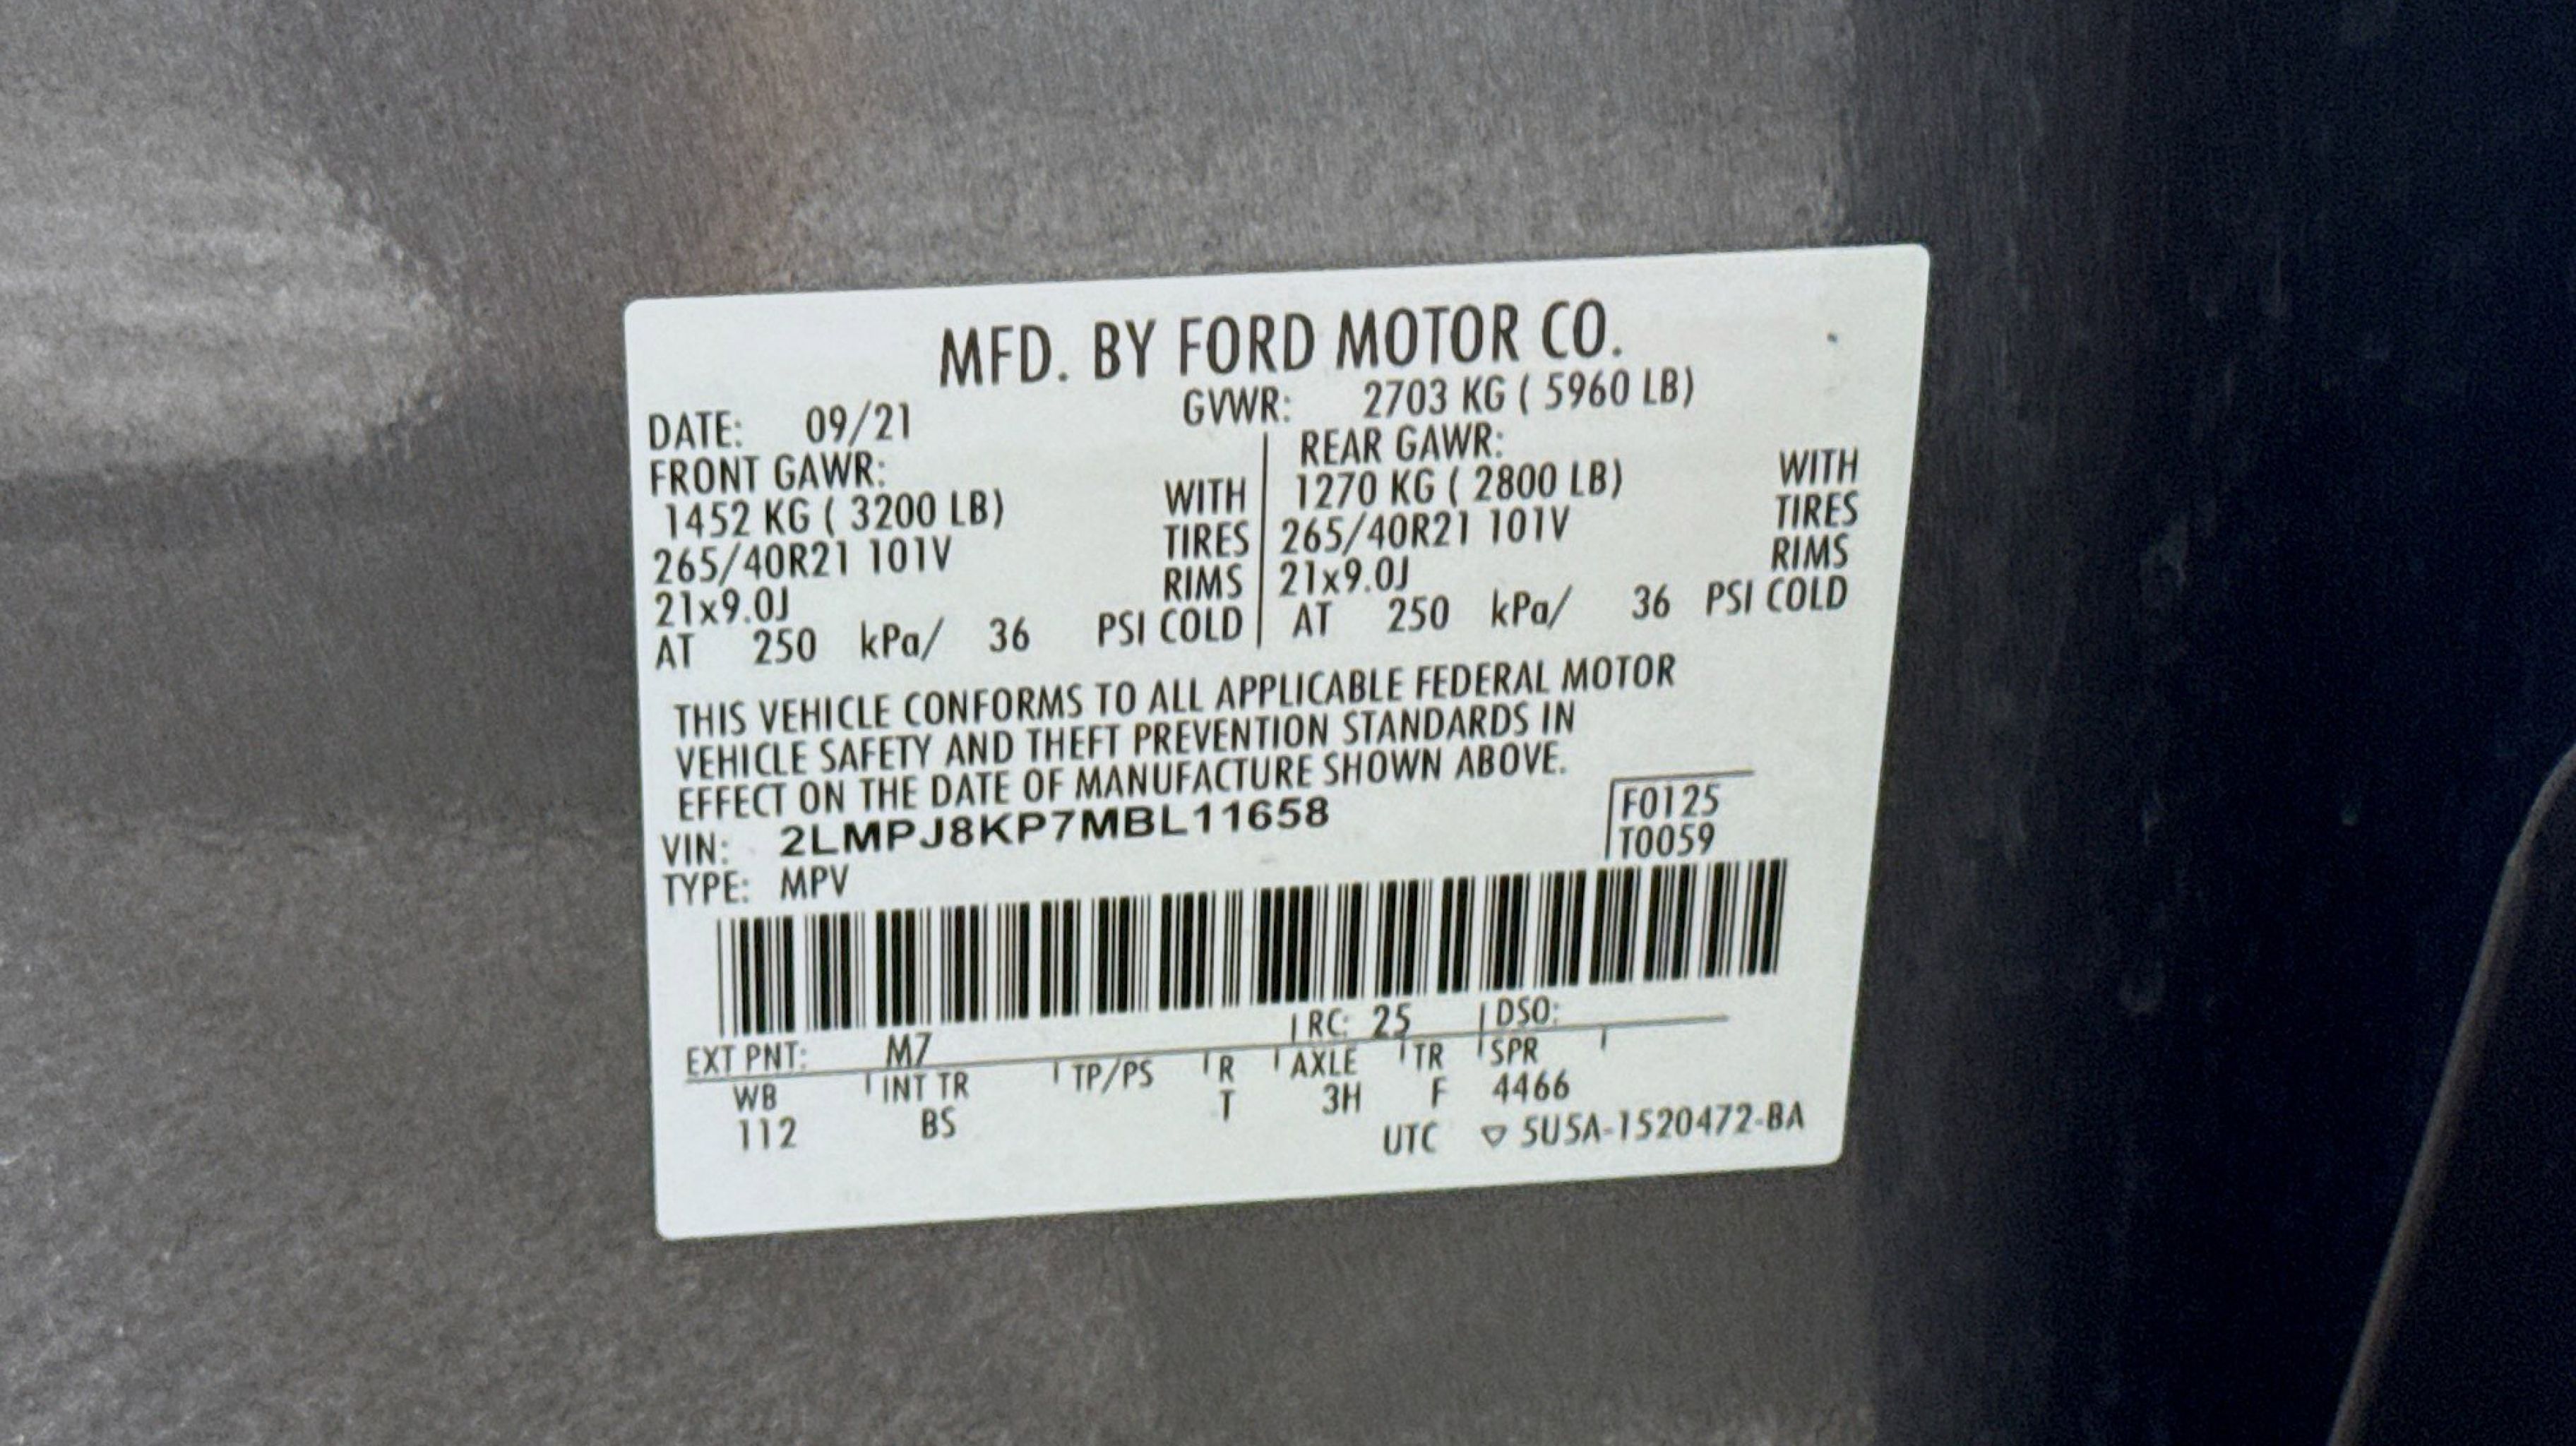 MFD. BY FORD MOTOR CO.
DATE: 09/21 GVWR: 2703 KG ( 5960 LB)
FRONT GAWR: REAR GAWR:
1452 KG ( 3200 LB) WITH 1270 KG ( 2800 LB) WITH
265/40R21 101V TIRES 265/40R21 101V TIRES
21x9.0J RIMS 21x9.0J RIMS
AT 250 kPa/ 36 PSI COLD AT 250 kPa/ 36 PSI COLD
THIS VEHICLE CONFORMS TO ALL APPLICABLE FEDERAL MOTOR
VEHICLE SAFETY AND THEFT PREVENTION STANDARDS IN
EFFECT ON THE DATE OF MANUFACTURE SHOWN ABOVE.
VIN: 2LMPJ8KP7MBL11658 F0125
TYPE: MPV T0059
EXT PNT: M7 RC: 25 DSO:
WB INT TR TP/PS R AXLE TR SPR
112 BS T 3H F 4466
UTC ▽ 5U5A-1520472-BA